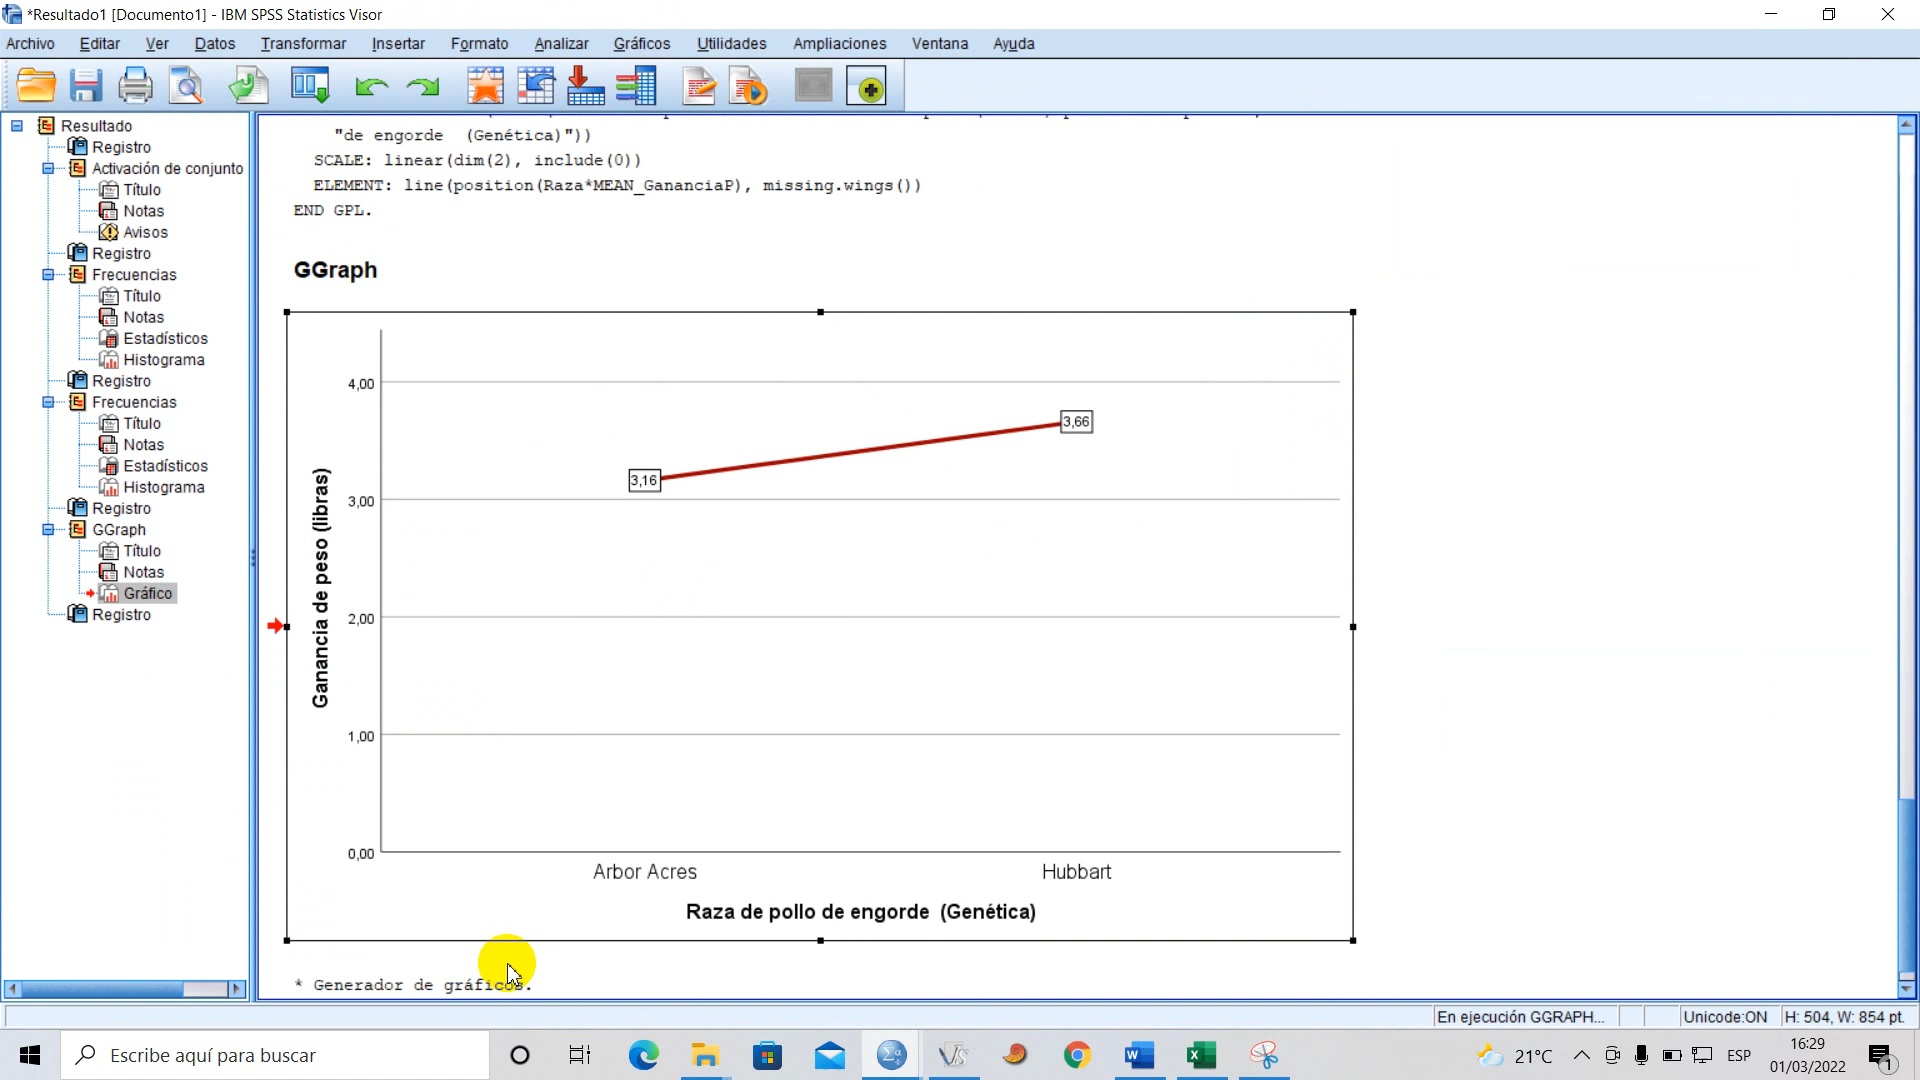 *Resultado1 [Documento1] - IBM SPSS Statistics Visor
Archivo Editar Ver Datos Transformar Insertar Formato Analizar Gráficos Utilidades Ampliaciones Ventana Ayuda
Resultado
Registro
Activación de conjunto
Título
Notas
Avisos
Registro
Frecuencias
Título
Notas
Estadísticos
Histograma
Registro
Frecuencias
Título
Notas
Estadísticos
Histograma
Registro
GGraph
Título
Notas
Gráfico
Registro
"de engorde  (Genética)"))
SCALE: linear(dim(2), include(0))
ELEMENT: line(position(Raza*MEAN_GananciaP), missing.wings())
END GPL.
GGraph
Ganancia de peso (libras)
4,00
3,00
2,00
1,00
0,00
3,16
3,66
Arbor Acres
Hubbart
Raza de pollo de engorde  (Genética)
* Generador de gráficos.
En ejecución GGRAPH... Unicode:ON H: 504, W: 854 pt.
Escribe aquí para buscar
21°C
ESP
16:29
01/03/2022
1